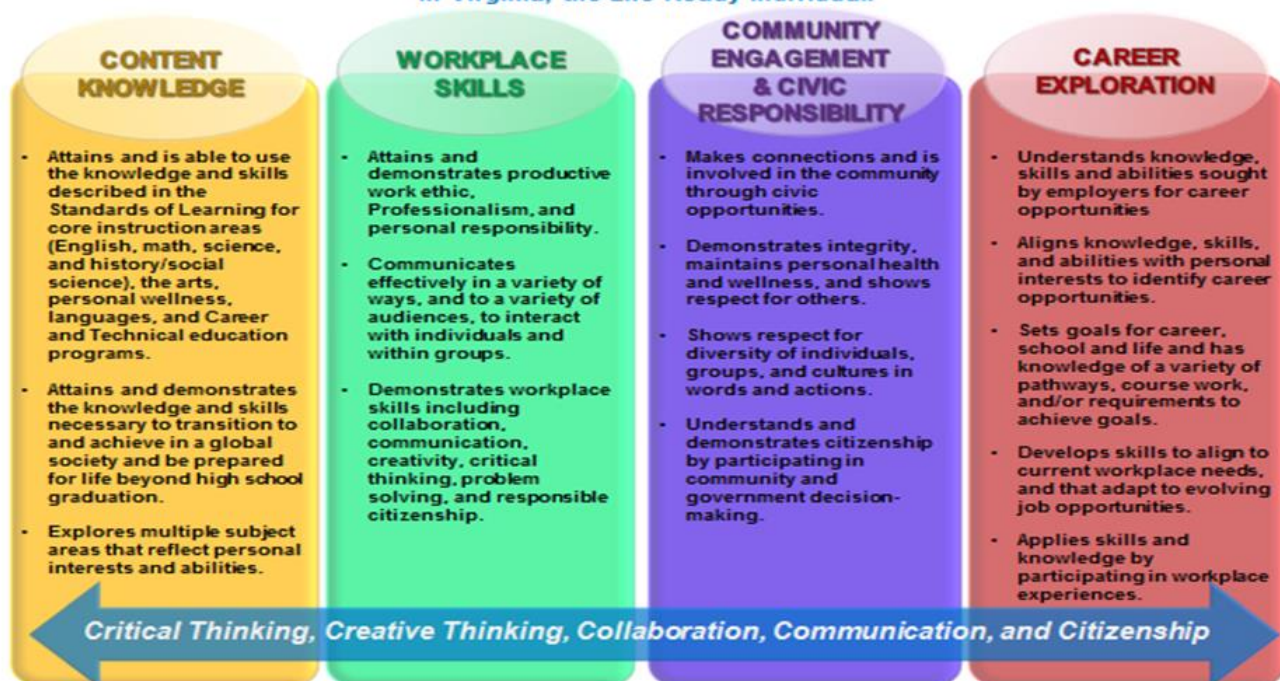 CONTENT
KNOWLEDGE
• Attains and is able to use
the knowledge and skills
described in the
Standards of Learning for
core instruction areas
(English, math, science,
and history/social
science), the arts,
personal wellness,
languages, and Career
and Technical education
programs.
• Attains and demonstrates
the knowledge and skills
necessary to transition to
and achieve in a global
society and be prepared
for life beyond high school
graduation.
• Explores multiple subject
areas that reflect personal
interests and abilities.
WORKPLACE
SKILLS
• Attains and
demonstrates productive
work ethic,
Professionalism, and
personal responsibility.
• Communicates
effectively in a variety of
ways, and to a variety of
audiences, to interact
with individuals and
within groups.
• Demonstrates workplace
skills including
collaboration,
communication,
creativity, critical
thinking, problem
solving, and responsible
citizenship.
COMMUNITY
ENGAGEMENT
& CIVIC
RESPONSIBILITY
• Makes connections and is
involved in the community
through civic
opportunities.
• Demonstrates integrity,
maintains personal health
and wellness, and shows
respect for others.
• Shows respect for
diversity of individuals,
groups, and cultures in
words and actions.
• Understands and
demonstrates citizenship
by participating in
community and
government decision-
making.
CAREER
EXPLORATION
• Understands knowledge,
skills and abilities sought
by employers for career
opportunities
• Aligns knowledge, skills,
and abilities with personal
interests to identify career
opportunities.
• Sets goals for career,
school and life and has
knowledge of a variety of
pathways, course work,
and/or requirements to
achieve goals.
• Develops skills to align to
current workplace needs,
and that adapt to evolving
job opportunities.
• Applies skills and
knowledge by
participating in workplace
experiences.
Critical Thinking, Creative Thinking, Collaboration, Communication, and Citizenship